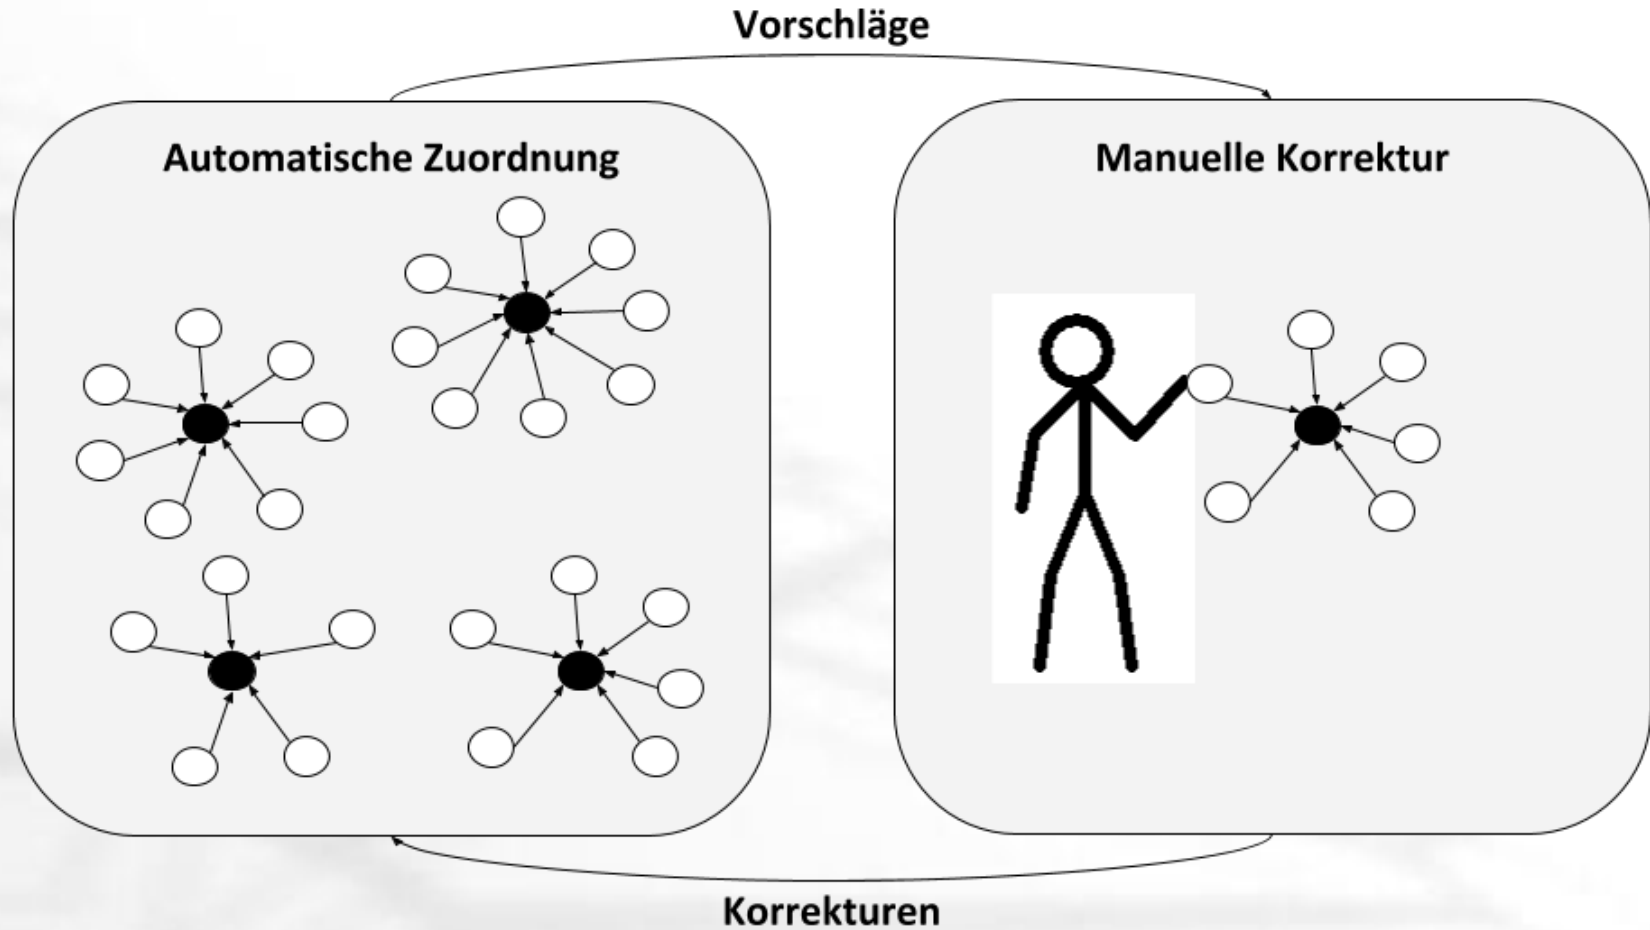 Vorschläge
Automatische Zuordnung
Manuelle Korrektur
Korrekturen